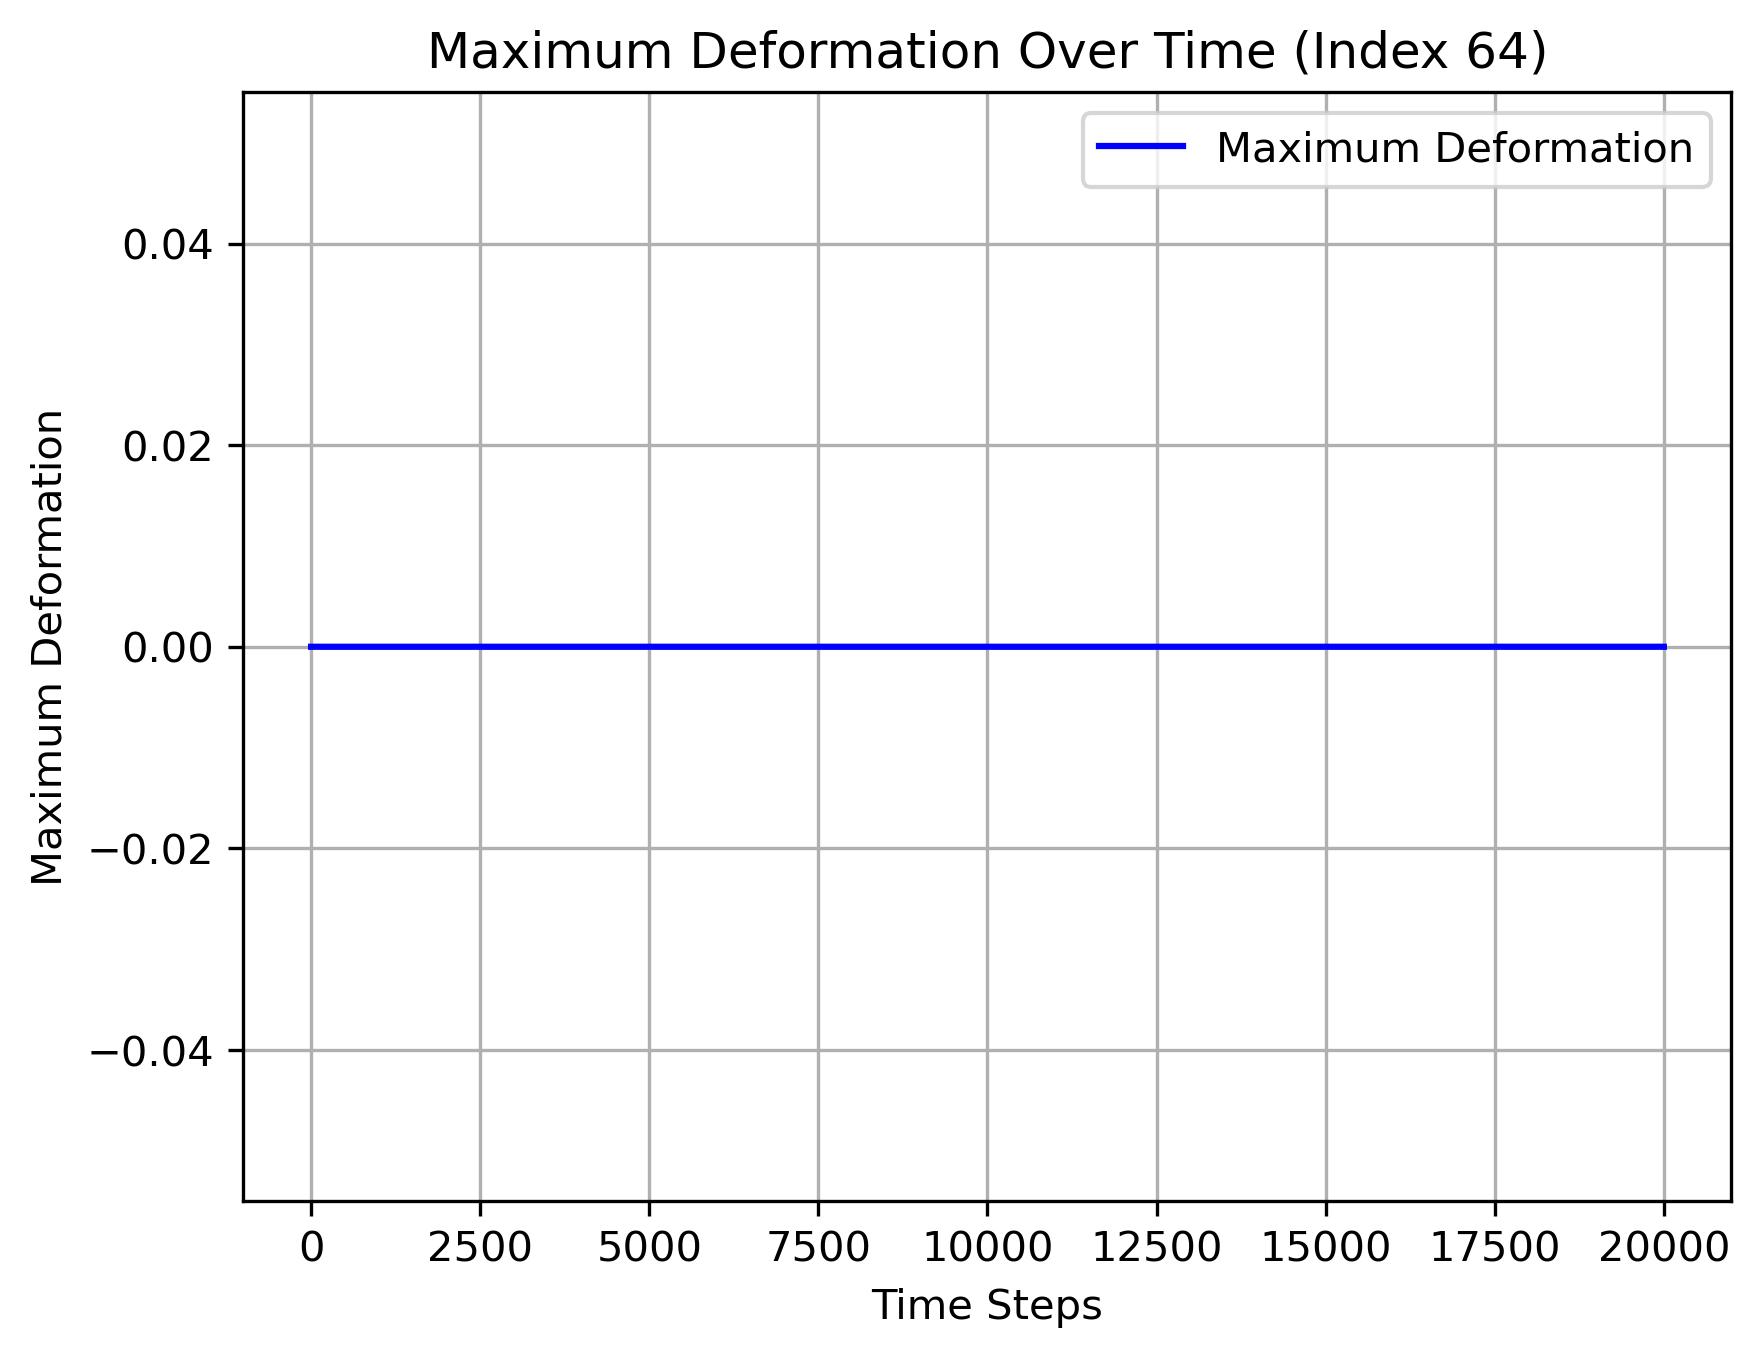 Maximum Deformation Over Time (Index 64)
Maximum Deformation
Maximum Deformation
0.04
0.02
0.00
−0.02
−0.04
0 2500 5000 7500 10000 12500 15000 17500 20000
Time Steps